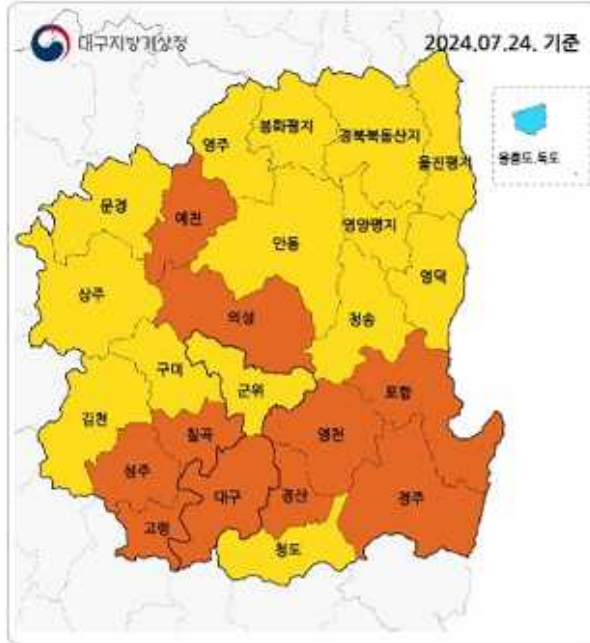 대구지방기상청
2024.07.24. 기준
울릉도.독도
봉화평지
영주
경북북동산지
울진평지
문경
예천
안동
영양평지
영덕
상주
의성
청송
구미
군위
포항
김천
칠곡
영천
성주
대구
경산
경주
고령
청도